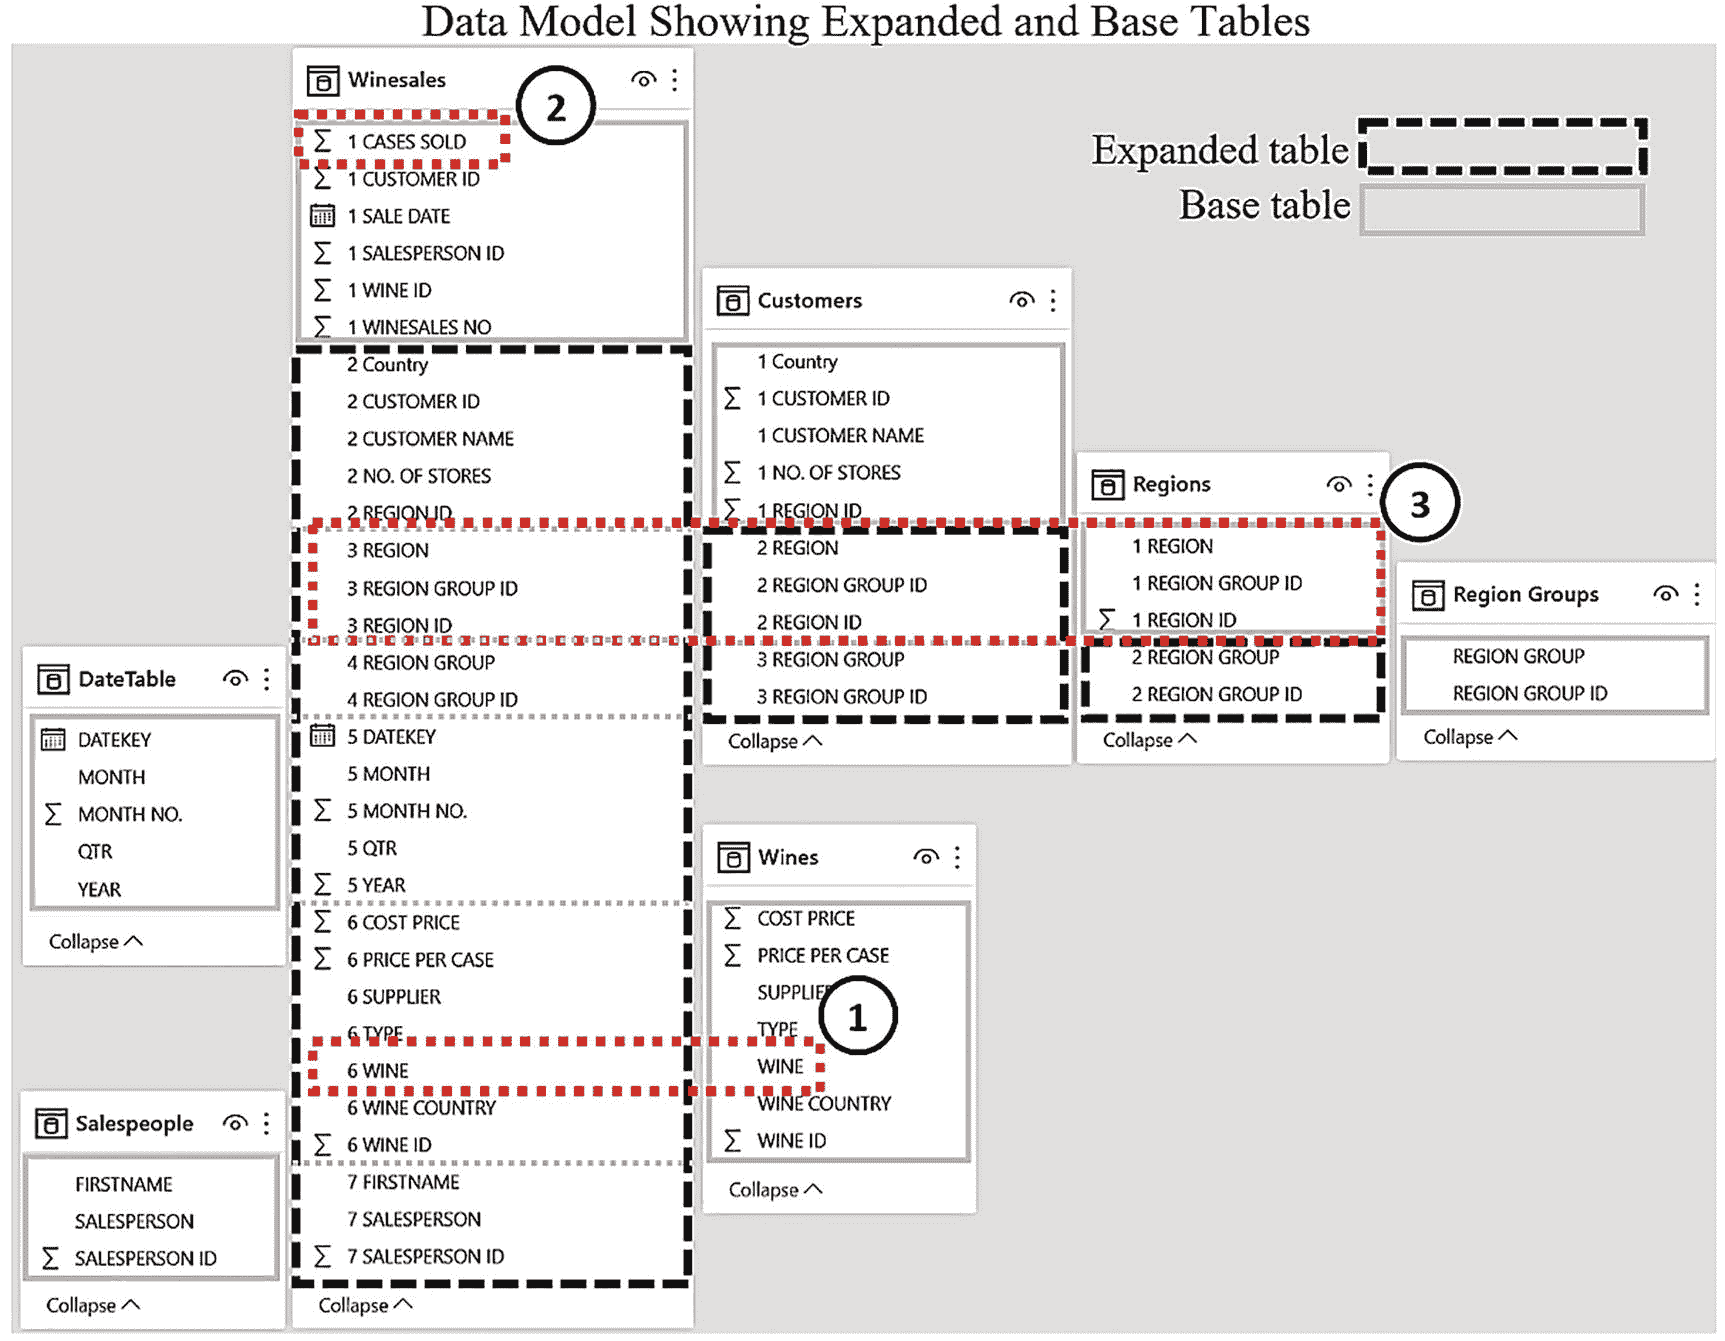 Data Model Showing Expanded and Base Tables
Winesales
2
1 CASES SOLD
1 CUSTOMER ID
1 SALE DATE
1 SALESPERSON ID
1 WINE ID
1 WINESALES NO
2 Country
2 CUSTOMER ID
2 CUSTOMER NAME
2 NO. OF STORES
2 REGION ID
3 REGION
3 REGION GROUP ID
3 REGION ID
4 REGION GROUP
4 REGION GROUP ID
5 DATEKEY
5 MONTH
5 MONTH NO.
5 QTR
5 YEAR
6 COST PRICE
6 PRICE PER CASE
6 SUPPLIER
6 TYPE
6 WINE
6 WINE COUNTRY
6 WINE ID
7 FIRSTNAME
7 SALESPERSON
7 SALESPERSON ID
Collapse
Expanded table
Base table
Customers
1 Country
1 CUSTOMER ID
1 CUSTOMER NAME
1 NO. OF STORES
1 REGION ID
2 REGION
2 REGION GROUP ID
2 REGION ID
3 REGION GROUP
3 REGION GROUP ID
Collapse
Regions
3
1 REGION
1 REGION GROUP ID
1 REGION ID
2 REGION GROUP
2 REGION GROUP ID
Collapse
Region Groups
REGION GROUP
REGION GROUP ID
Collapse
DateTable
DATEKEY
MONTH
MONTH NO.
QTR
YEAR
Collapse
Wines
COST PRICE
PRICE PER CASE
SUPPLIE
1
TYPE
WINE
WINE COUNTRY
WINE ID
Collapse
Salespeople
FIRSTNAME
SALESPERSON
SALESPERSON ID
Collapse